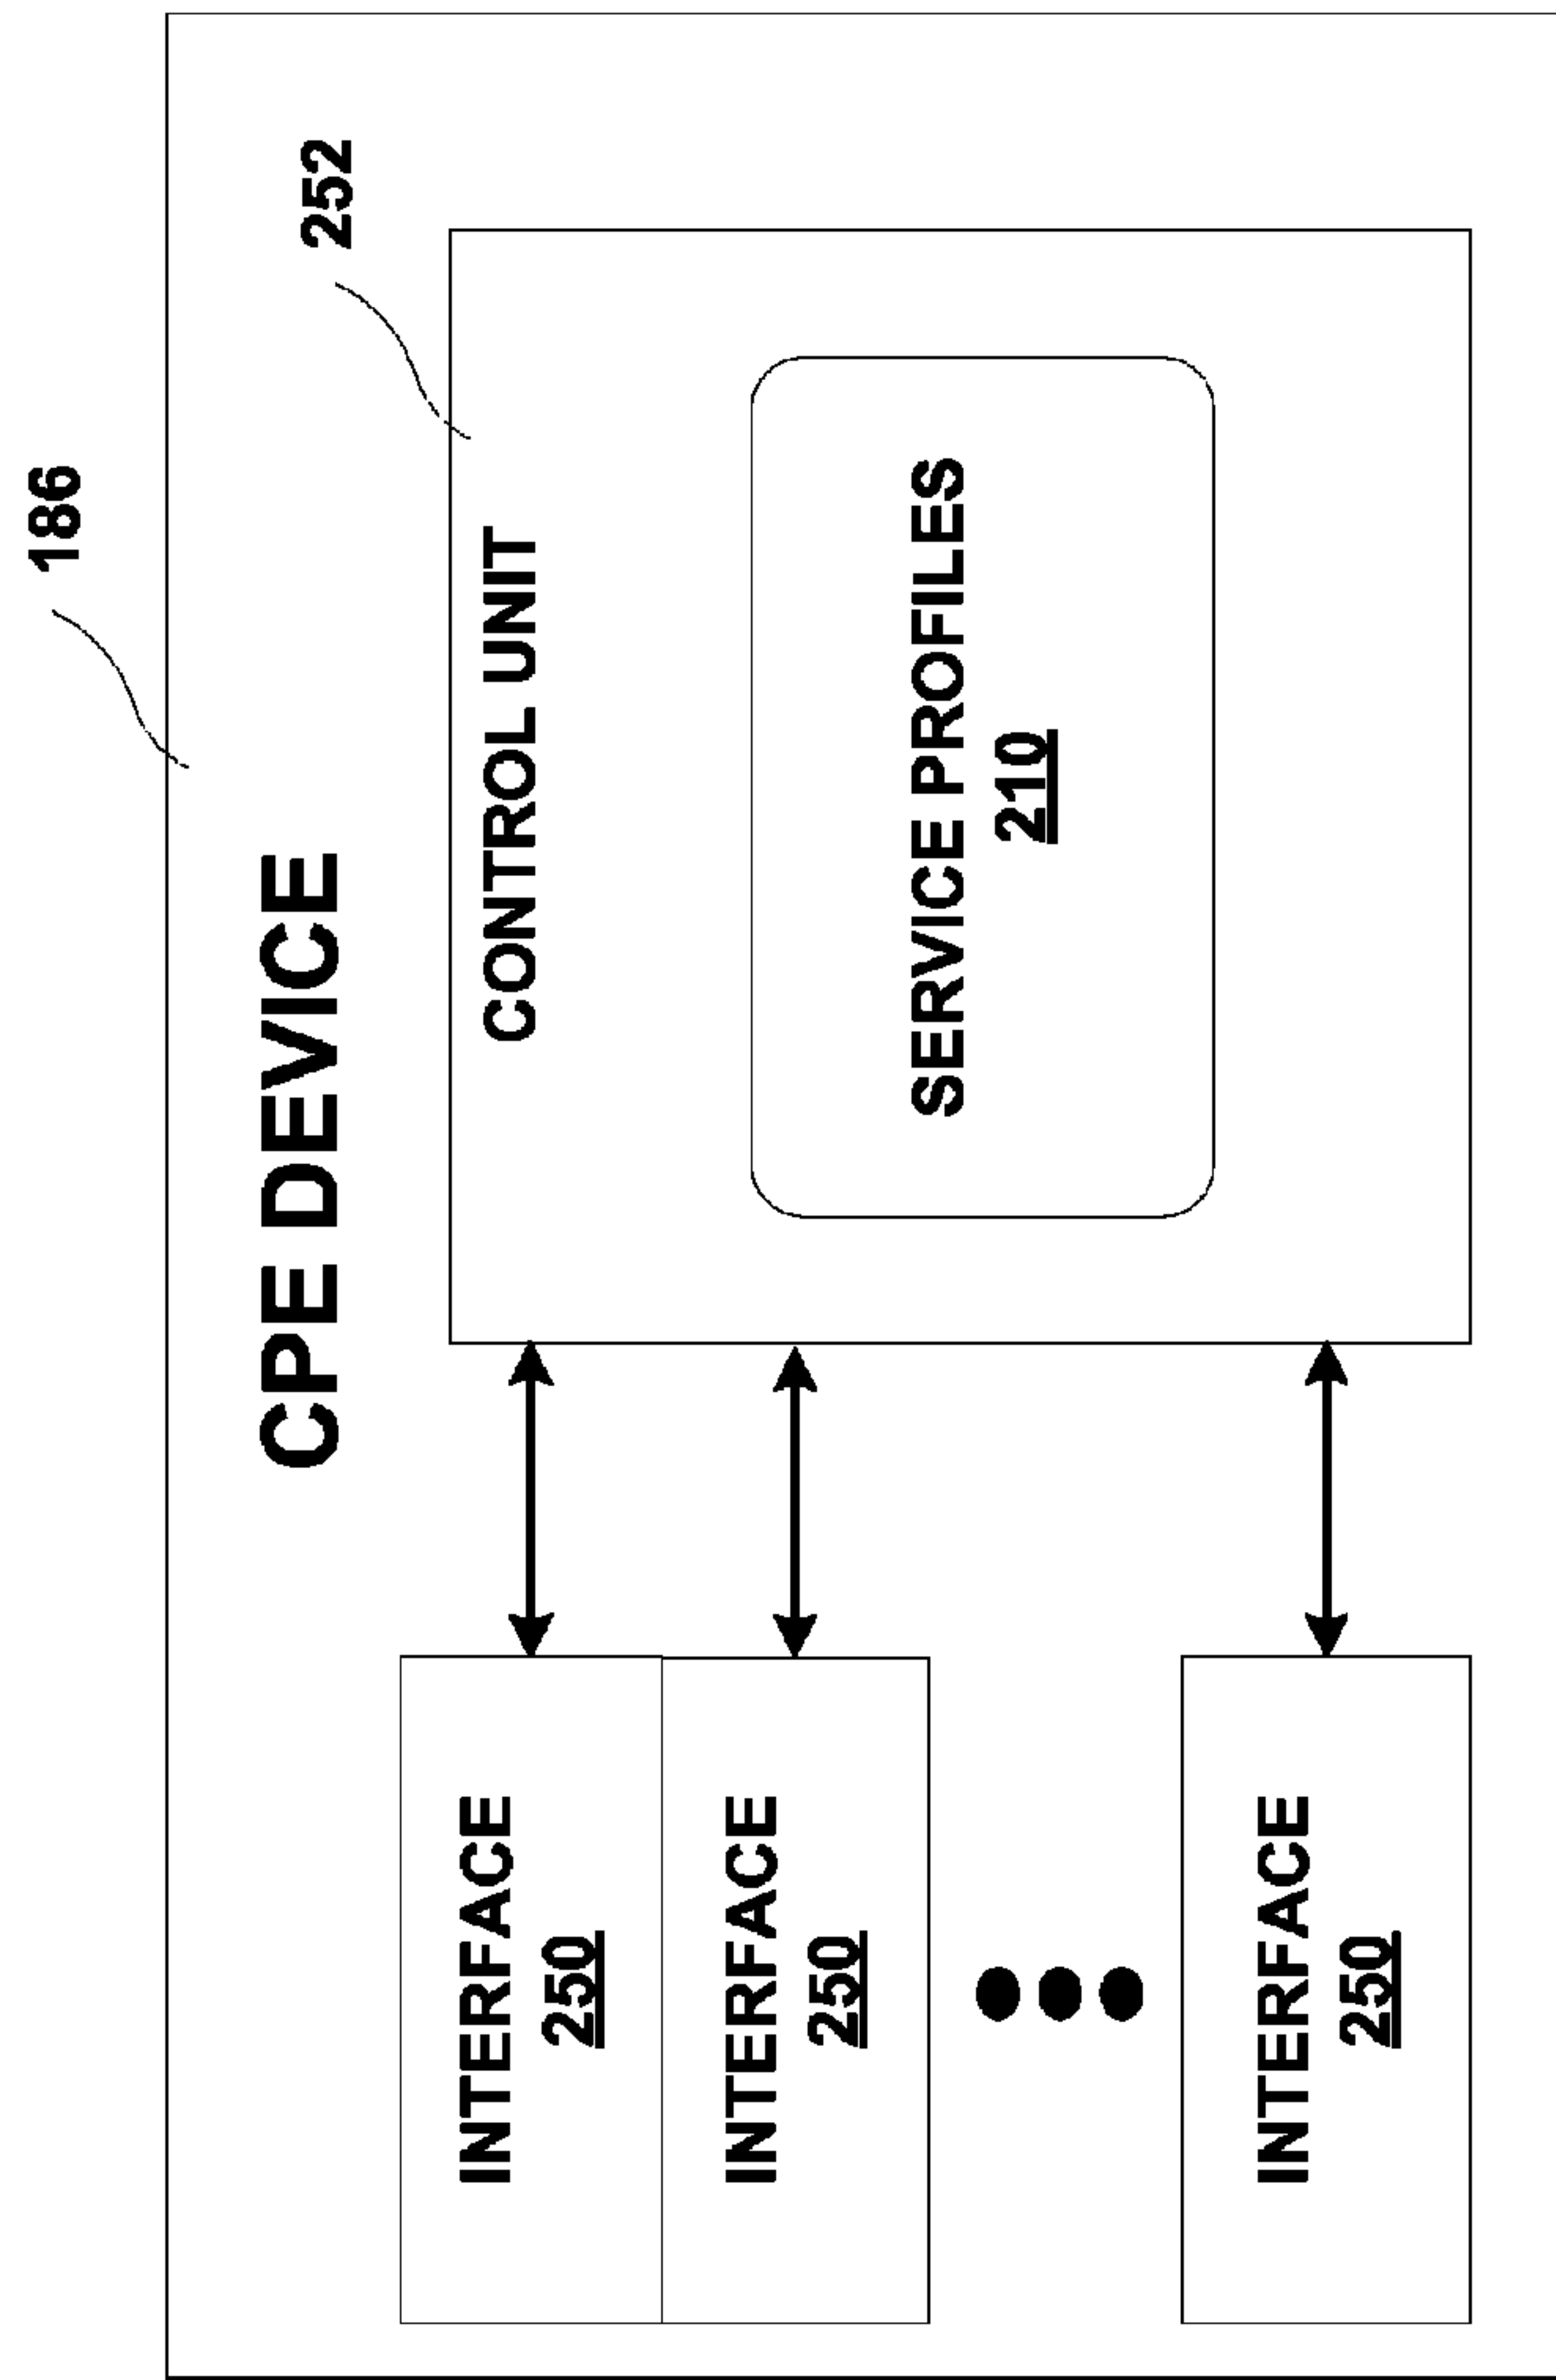 186
CPE DEVICE
252
CONTROL UNIT
INTERFACE
250
INTERFACE
250
SERVICE PROFILES
210
INTERFACE
250